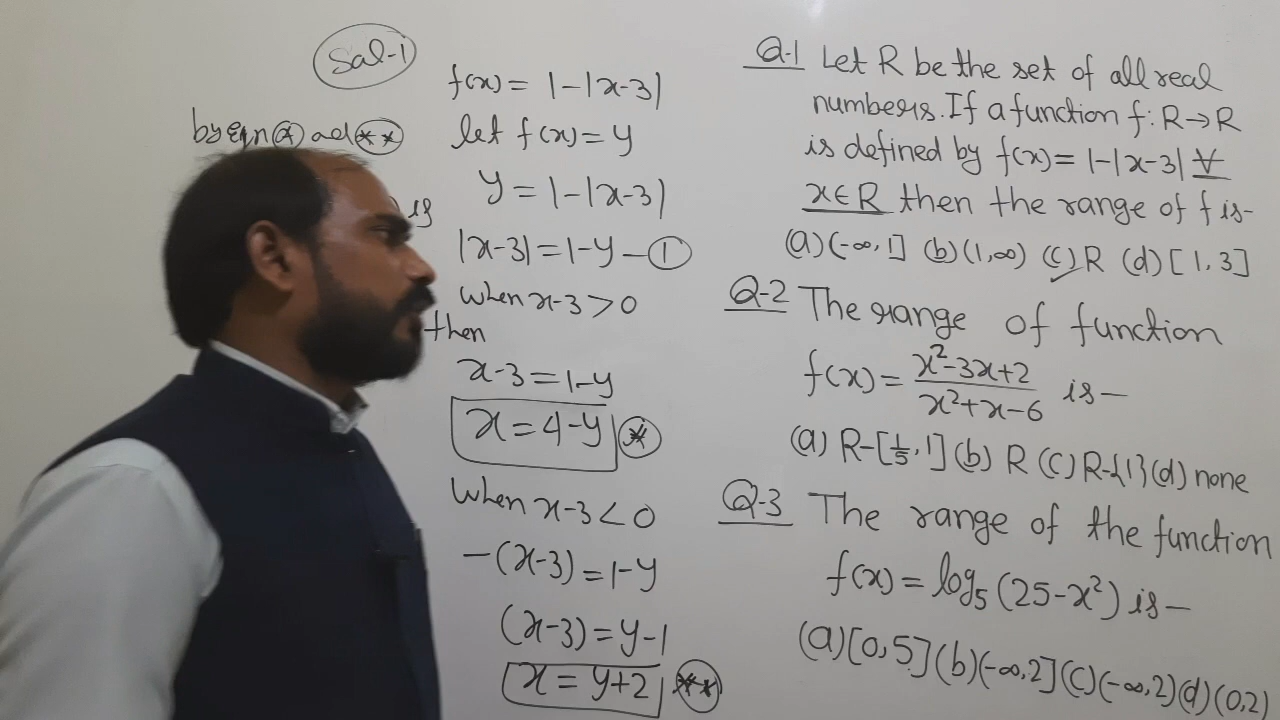 Sol-1
by eqn * and **
is
f(x) = 1-|x-3|
let f(x) = y
y = 1-|x-3|
|x-3| = 1-y — ①
when x-3 > 0
then
x-3 = 1-y
x = 4-y *
when x-3 < 0
-(x-3) = 1-y
(x-3) = y-1
x = y+2 **
Q-1 Let R be the set of all real
numbers. If a function f: R→R
is defined by f(x) = 1-|x-3| ∀
x∈R then the range of f is-
(a) (-∞, 1] (b) (1, ∞) (c) R (d) [1, 3]
Q-2 The range of function
f(x) = x²-3x+2 / x²+x-6 is—
(a) R-[1/5, 1] (b) R (c) R-{1} (d) none
Q-3 The range of the function
f(x) = log₅ (25-x²) is—
(a) [0, 5] (b) (-∞, 2] (c) (-∞, 2) (d) (0, 2)